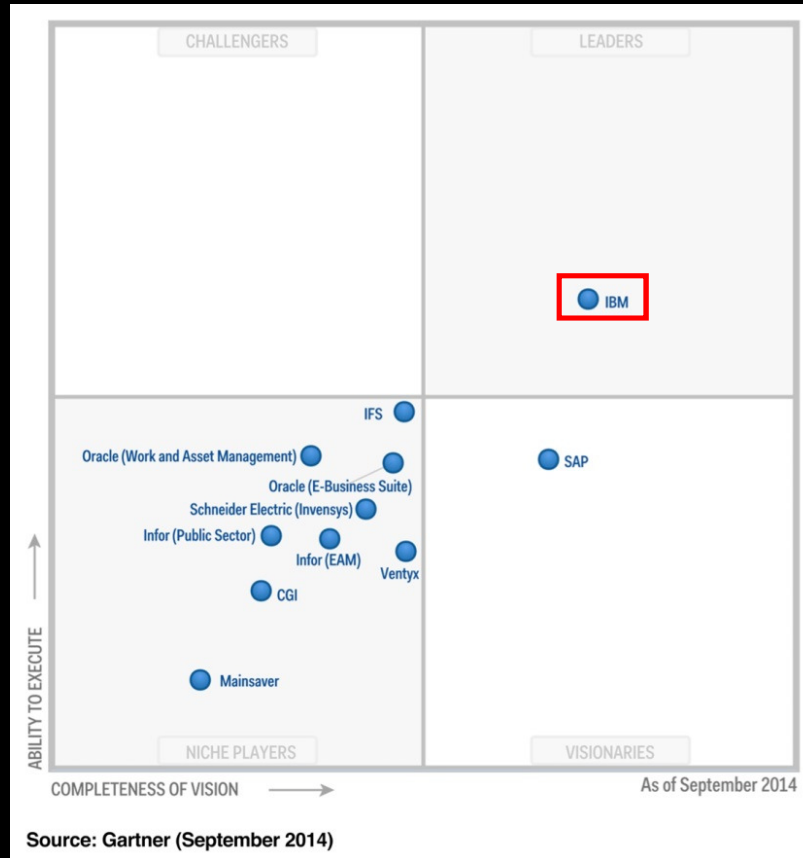 CHALLENGERS
LEADERS
IBM
IFS
Oracle (Work and Asset Management)
SAP
Oracle (E-Business Suite)
Schneider Electric (Invensys)
Infor (Public Sector)
Infor (EAM)
Ventyx
CGI
Mainsaver
ABILITY TO EXECUTE
NICHE PLAYERS
VISIONARIES
COMPLETENESS OF VISION
As of September 2014
Source: Gartner (September 2014)